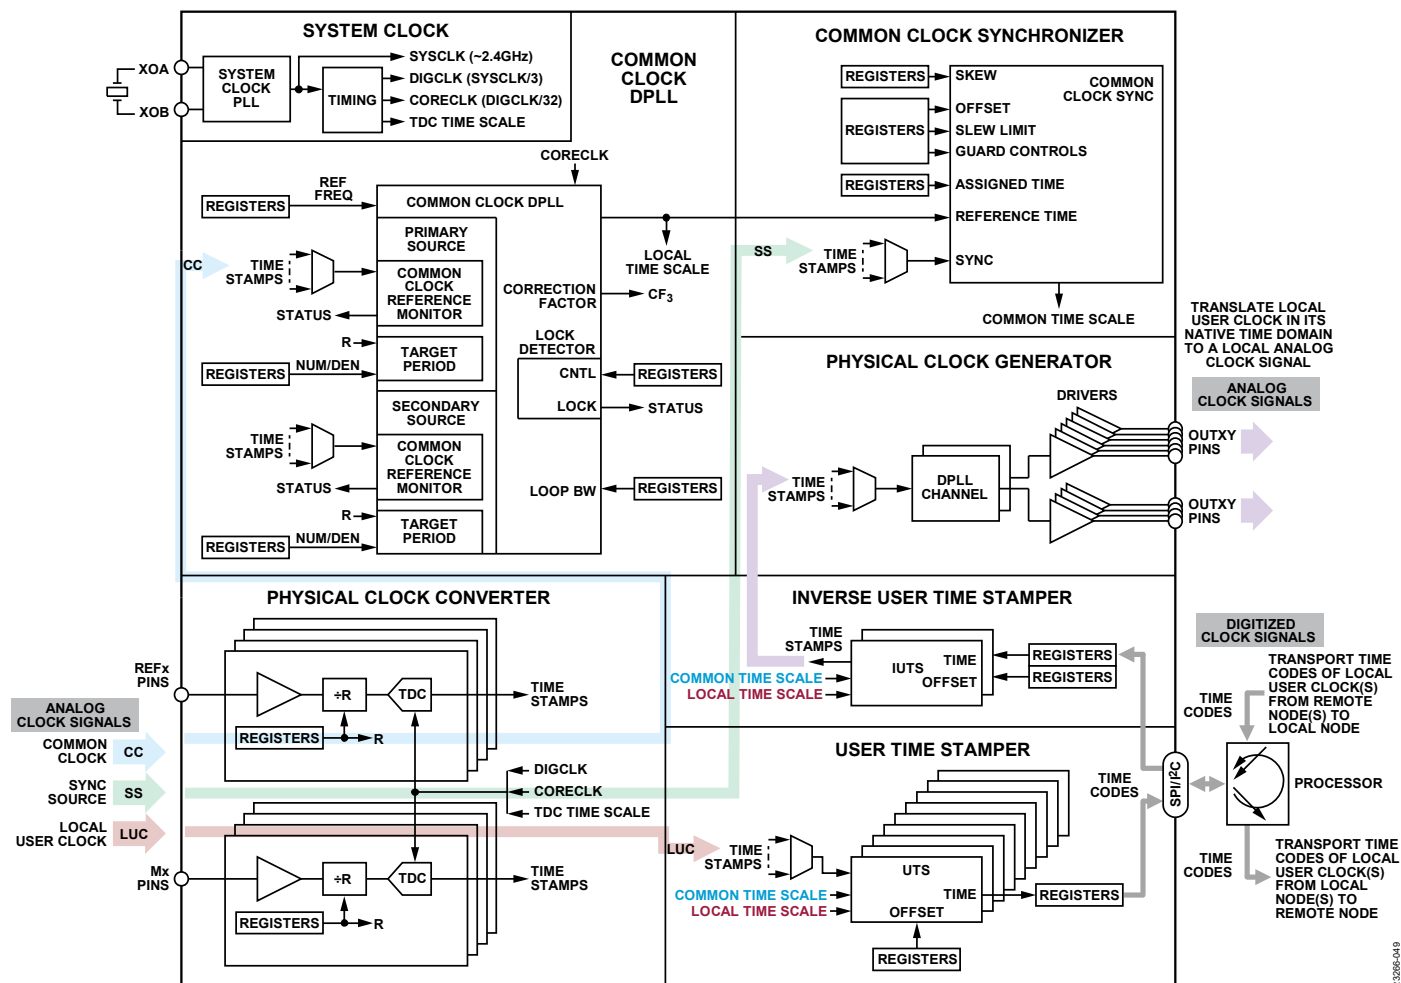 SYSTEM CLOCK
XOA
XOB
SYSTEM
CLOCK
PLL
TIMING
SYSCLK (~2.4GHz)
DIGCLK (SYSCLK/3)
CORECLK (DIGCLK/32)
TDC TIME SCALE
COMMON
CLOCK
DPLL
CORECLK
REF
FREQ
REGISTERS
COMMON CLOCK DPLL
PRIMARY
SOURCE
CC
TIME
STAMPS
COMMON
CLOCK
REFERENCE
MONITOR
STATUS
R
TARGET
PERIOD
REGISTERS
NUM/DEN
SECONDARY
SOURCE
TIME
STAMPS
COMMON
CLOCK
REFERENCE
MONITOR
STATUS
R
TARGET
PERIOD
REGISTERS
NUM/DEN
LOCAL
TIME SCALE
CORRECTION
FACTOR
CF3
LOCK
DETECTOR
CNTL
REGISTERS
LOCK
STATUS
LOOP BW
REGISTERS
COMMON CLOCK SYNCHRONIZER
REGISTERS
SKEW
COMMON
CLOCK SYNC
REGISTERS
OFFSET
SLEW LIMIT
GUARD CONTROLS
REGISTERS
ASSIGNED TIME
REFERENCE TIME
SS
TIME
STAMPS
SYNC
COMMON TIME SCALE
TRANSLATE LOCAL
USER CLOCK IN ITS
NATIVE TIME DOMAIN
TO A LOCAL ANALOG
CLOCK SIGNAL
PHYSICAL CLOCK GENERATOR
TIME
STAMPS
DPLL
CHANNEL
DRIVERS
ANALOG
CLOCK SIGNALS
OUTXY
PINS
OUTXY
PINS
PHYSICAL CLOCK CONVERTER
REFx
PINS
÷R
TDC
TIME
STAMPS
REGISTERS
R
ANALOG
CLOCK SIGNALS
COMMON
CLOCK
CC
SYNC
SOURCE
SS
LOCAL
USER CLOCK
LUC
DIGCLK
CORECLK
TDC TIME SCALE
Mx
PINS
÷R
TDC
TIME
STAMPS
REGISTERS
R
INVERSE USER TIME STAMPER
TIME
STAMPS
IUTS
TIME
OFFSET
REGISTERS
REGISTERS
COMMON TIME SCALE
LOCAL TIME SCALE
USER TIME STAMPER
LUC
TIME
STAMPS
UTS
TIME
OFFSET
REGISTERS
COMMON TIME SCALE
LOCAL TIME SCALE
REGISTERS
DIGITIZED
CLOCK SIGNALS
TIME
CODES
TRANSPORT TIME
CODES OF LOCAL
USER CLOCK(S)
FROM REMOTE
NODE(S) TO
LOCAL NODE
TIME
CODES
SPI/I2C
PROCESSOR
TIME
CODES
TRANSPORT TIME
CODES OF LOCAL
USER CLOCK(S)
FROM LOCAL
NODE(S) TO
REMOTE NODE
23266-049